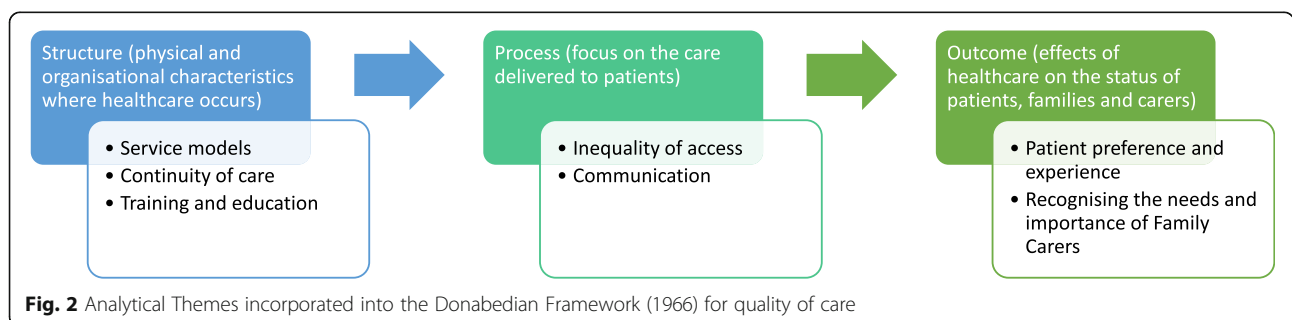 Structure (physical and
organisational characteristics
where healthcare occurs)
• Service models
• Continuity of care
• Training and education
Process (focus on the care
delivered to patients)
• Inequality of access
• Communication
Outcome (effects of
healthcare on the status of
patients, families and carers)
• Patient preference and
experience
• Recognising the needs and
importance of Family
Carers
Fig. 2 Analytical Themes incorporated into the Donabedian Framework (1966) for quality of care